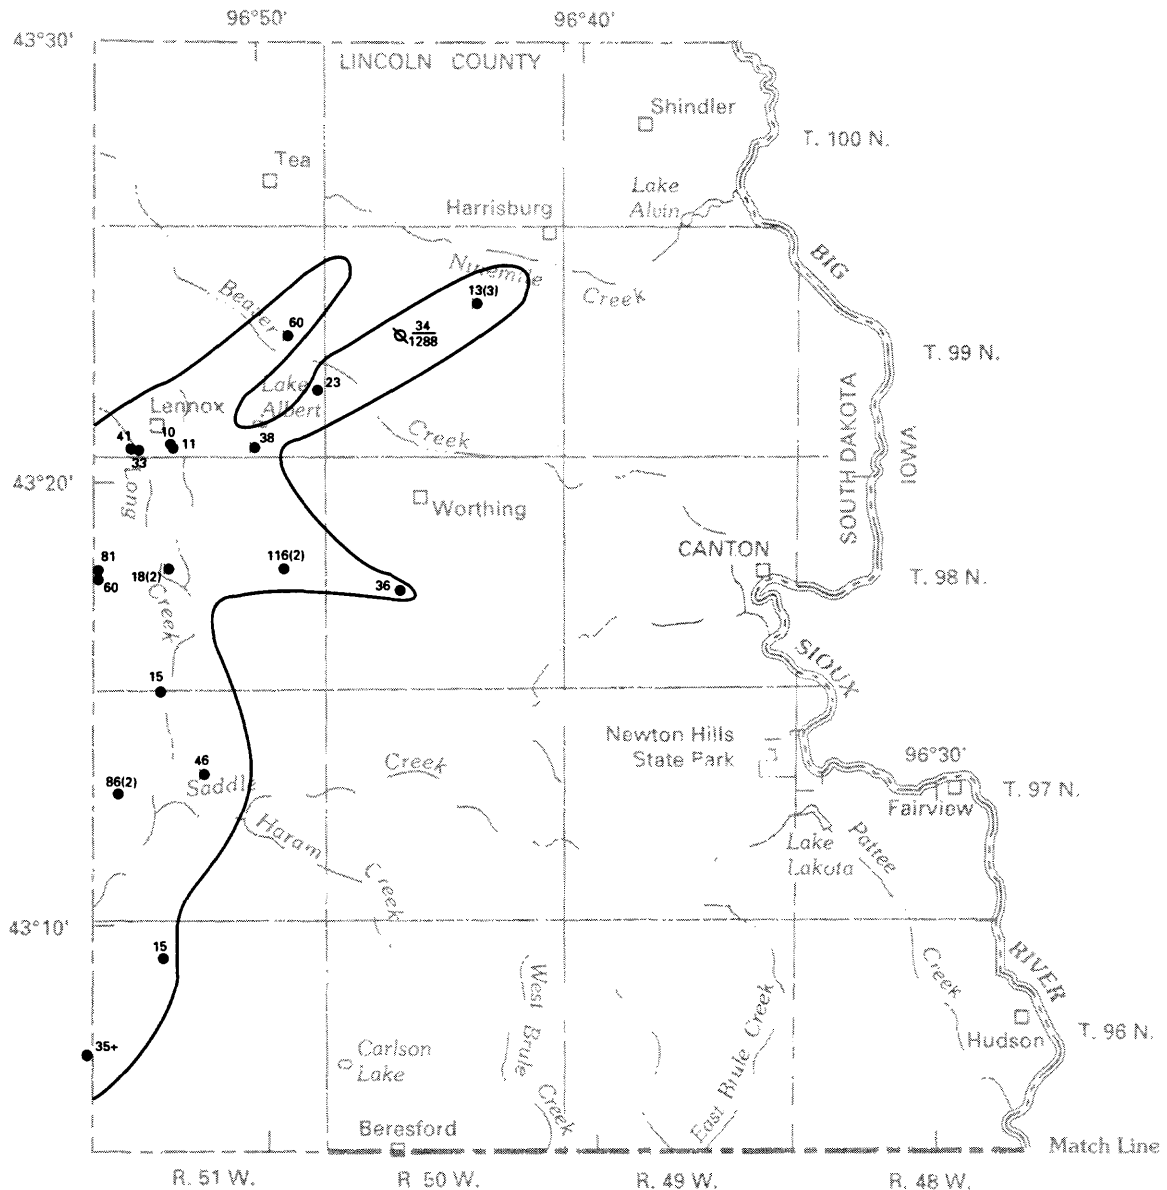 96°50'
96°40'
43°30'
LINCOLN COUNTY
Shindler
T. 100 N.
Tea
Lake
Alvin
Harrisburg
BIG
Ninemile
Creek
13(3)
Beaver
60
34
1288
T. 99 N.
23
Lake
Albert
Lennox
SOUTH DAKOTA
IOWA
41
10
11
38
33
Creek
43°20'
Long
Worthing
CANTON
81
60
18(2)
116(2)
36
T. 98 N.
Creek
SIOUX
15
Newton Hills
State Park
96°30'
46
Saddle
Creek
86(2)
T. 97 N.
Fairview
Haram
Creek
Lake
Lakota
Pattee
Creek
43°10'
15
RIVER
West Brule
Creek
East Brule Creek
Hudson
T. 96 N.
35+
Carlson
Lake
Beresford
Match Line
R. 51 W.
R. 50 W.
R. 49 W.
R. 48 W.